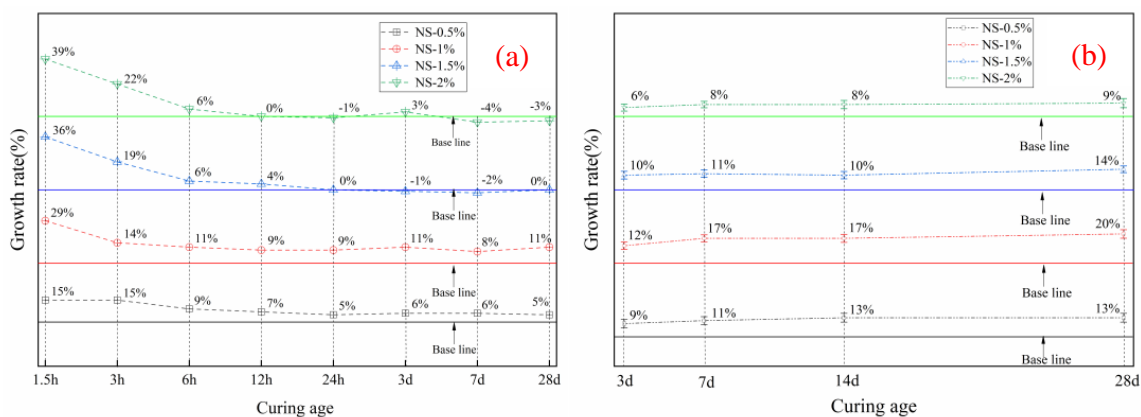 NS-0.5%
NS-1%
NS-1.5%
NS-2%
(a)
39%
22%
6%
0%
-1%
3%
-4%
-3%
Base line
36%
19%
6%
4%
0%
-1%
-2%
0%
Base line
29%
14%
11%
9%
9%
11%
8%
11%
Base line
15%
15%
9%
7%
5%
6%
6%
5%
Base line
Growth rate(%)
1.5h
3h
6h
12h
24h
3d
7d
28d
Curing age
NS-0.5%
NS-1%
NS-1.5%
NS-2%
(b)
6%
8%
8%
9%
Base line
10%
11%
10%
14%
Base line
12%
17%
17%
20%
Base line
9%
11%
13%
13%
Base line
Growth rate(%)
3d
7d
14d
28d
Curing age